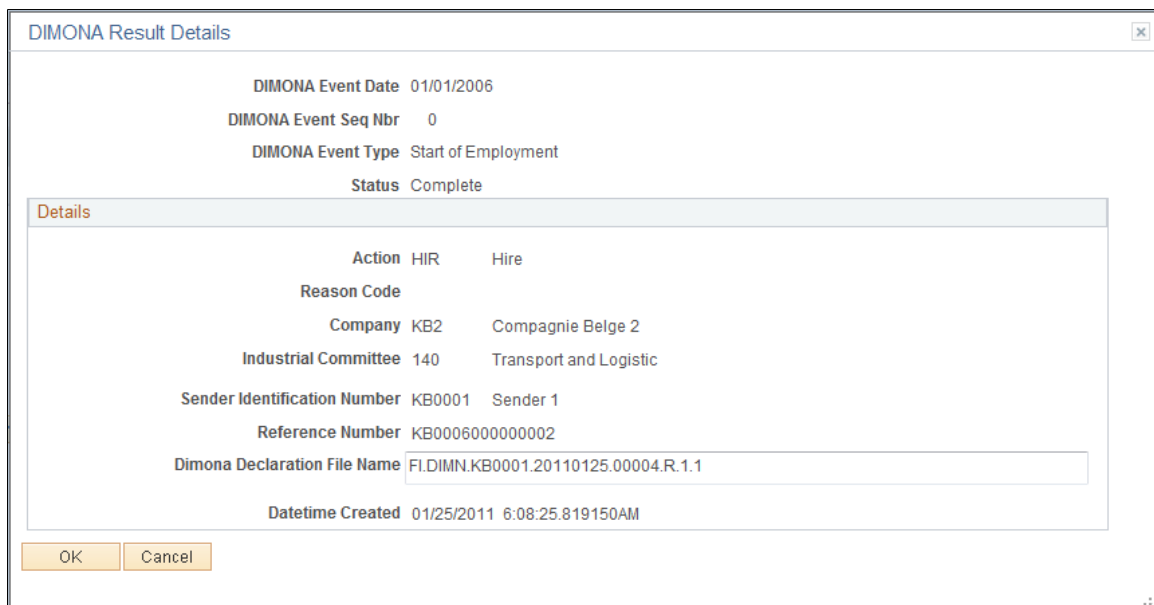 DIMONA Result Details
DIMONA Event Date 01/01/2006
DIMONA Event Seq Nbr 0
DIMONA Event Type Start of Employment
Status Complete
Details
Action HIR Hire
Reason Code
Company KB2 Compagnie Belge 2
Industrial Committee 140 Transport and Logistic
Sender Identification Number KB0001 Sender 1
Reference Number KB0006000000002
Dimona Declaration File Name FI.DIMN.KB0001.20110125.00004.R.1.1
Datetime Created 01/25/2011 6:08:25.819150AM
OK Cancel